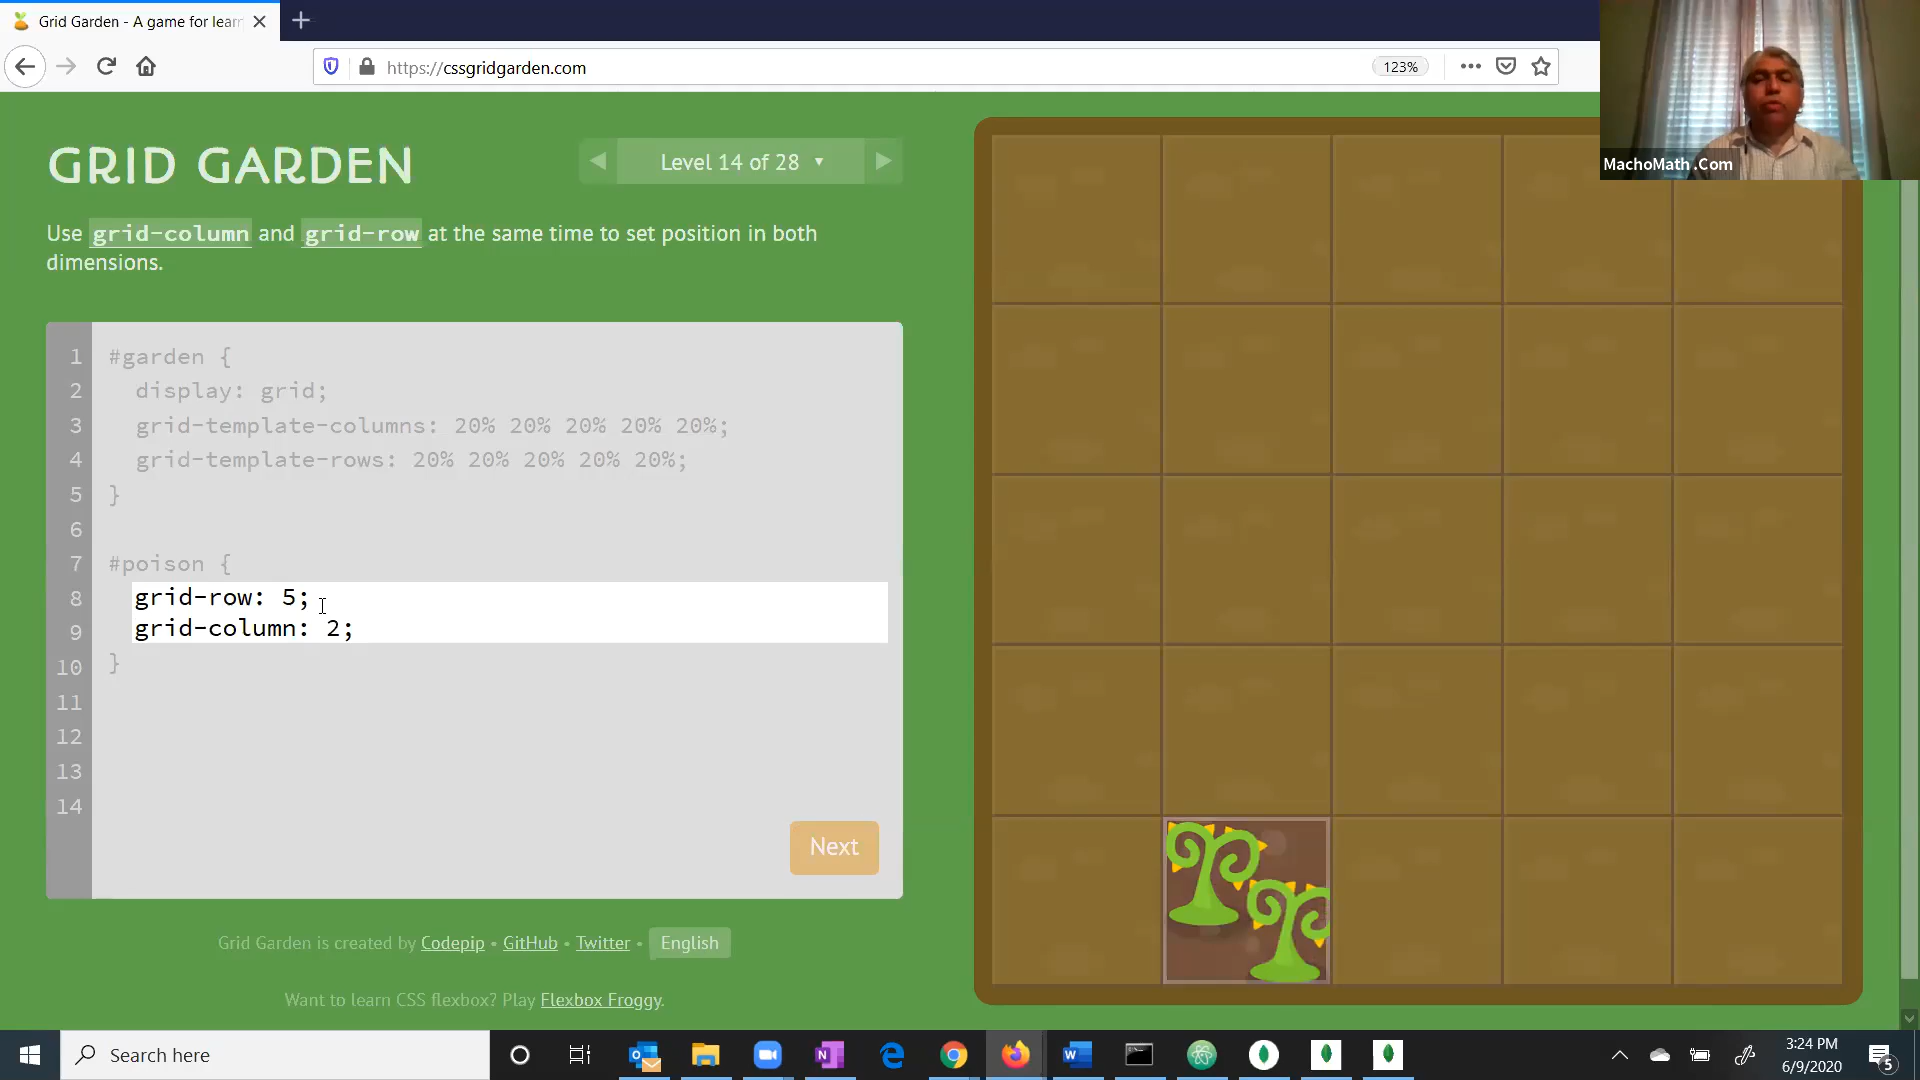 Grid Garden - A game for learn
https://cssgridgarden.com
123%
MachoMath .Com
GRID GARDEN
Level 14 of 28
Use grid-column and grid-row at the same time to set position in both
dimensions.
1 #garden {
2 display: grid;
3 grid-template-columns: 20% 20% 20% 20% 20%;
4 grid-template-rows: 20% 20% 20% 20% 20%;
5 }
6
7 #poison {
8 grid-row: 5;
9 grid-column: 2;
10 }
11
12
13
14
Next
Grid Garden is created by Codepip • GitHub • Twitter • English
Want to learn CSS flexbox? Play Flexbox Froggy.
Search here
3:24 PM
6/9/2020
5